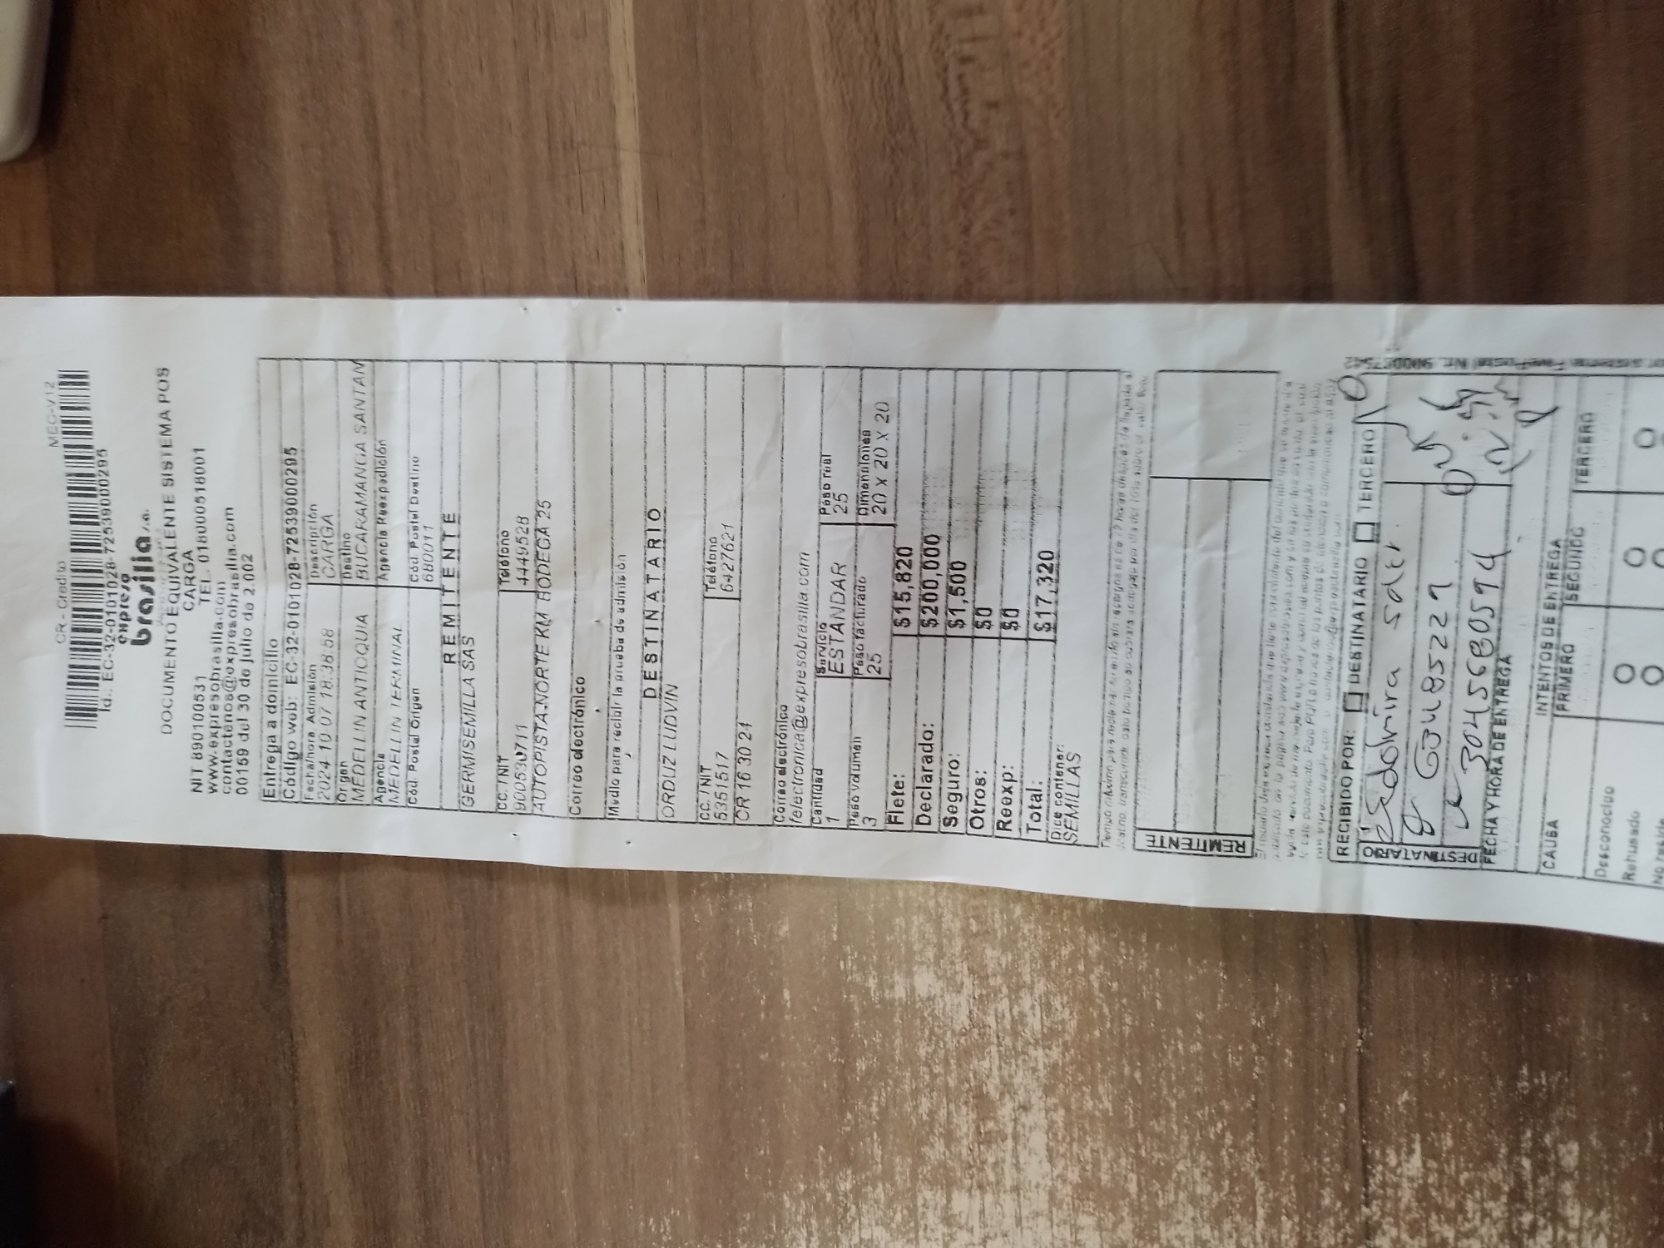 CR - Credito
MEC-V12
Id.: EC-32-0101028-72539000295
expreso
brasilia s.a.
DOCUMENTO EQUIVALENTE SISTEMA POS
CARGA
NIT 890100531 TEL. 018000518001
www.expresobrasilia.com
contactenos@expresobrasilia.com
00159 del 30 de julio de 2.002
Entrega a domicilio
Código web: EC-32-0101028-72539000295
Fecha/hora Admisión Descripción
2024 10 07 18:38:58 CARGA
Origen Destino
MEDELLIN ANTIOQUIA BUCARAMANGA SANTAN
Agencia Agencia Reexpedición
MEDELLIN TERMINAL
Cód. Postal Origen Cód. Postal Destino
680011
REMITENTE
GERMISEMILLA SAS
CC. / NIT Teléfono
900530711 4449528
AUTOPISTA NORTE KM BODEGA 25
Correo electrónico
Medio para recibir la prueba de admisión
DESTINATARIO
ORDUZ LUDVIN
CC. / NIT Teléfono
5351517 6427621
CR 16 30 24
Correo electrónico
felectronica@expresobrasilia.com
Cantidad Servicio Peso real
1 ESTANDAR 25
Peso volumen Peso facturado Dimensiones
3 25 20 X 20 X 20
Flete: $15,820
Declarado: $200,000
Seguro: $1,500
Otros: $0
Reexp: $0
Total: $17,320
Dice contener:
SEMILLAS
REMITENTE
RECIBIDO POR: DESTINATARIO TERCERO
DESTINATARIO
63485227
3045680594
FECHA Y HORA DE ENTREGA
INTENTOS DE ENTREGA
CAUSA PRIMERO SEGUNDO TERCERO
Desconocido
Rehusado